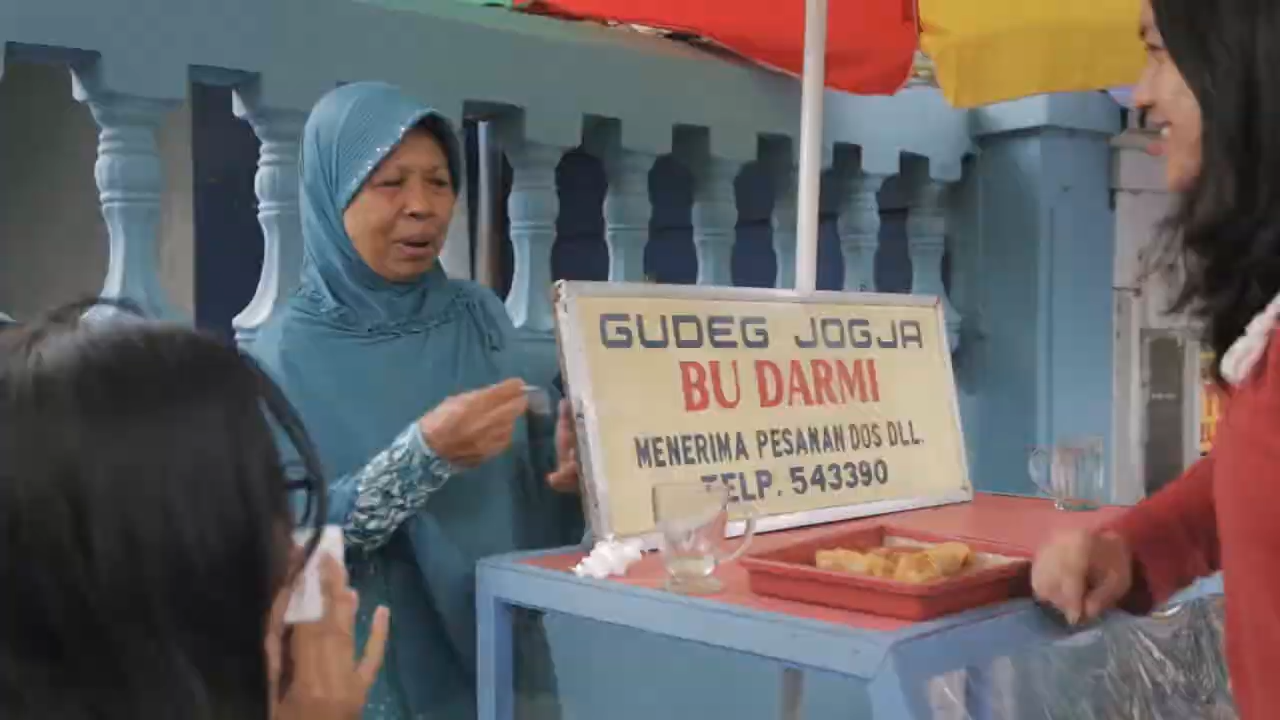 GUDEG JOGJA
BU DARMI
MENERIMA PESANAN DOS DLL.
TELP. 543390